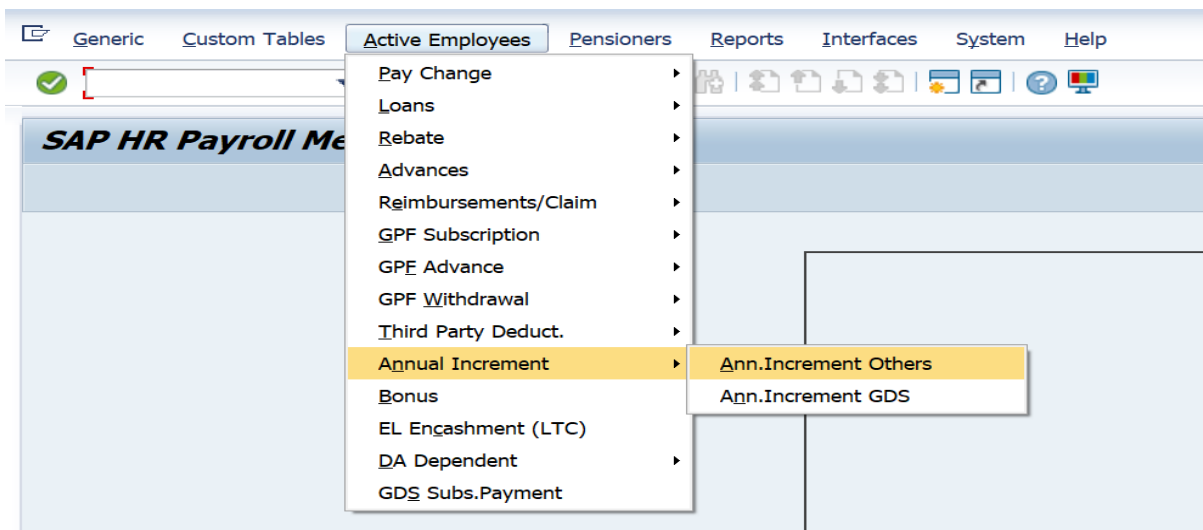 Generic Custom Tables Active Employees Pensioners Reports Interfaces System Help
SAP HR Payroll Me
Pay Change
Loans
Rebate
Advances
Reimbursements/Claim
GPF Subscription
GPF Advance
GPF Withdrawal
Third Party Deduct.
Annual Increment
Ann.Increment Others
Ann.Increment GDS
Bonus
EL Encashment (LTC)
DA Dependent
GDS Subs.Payment